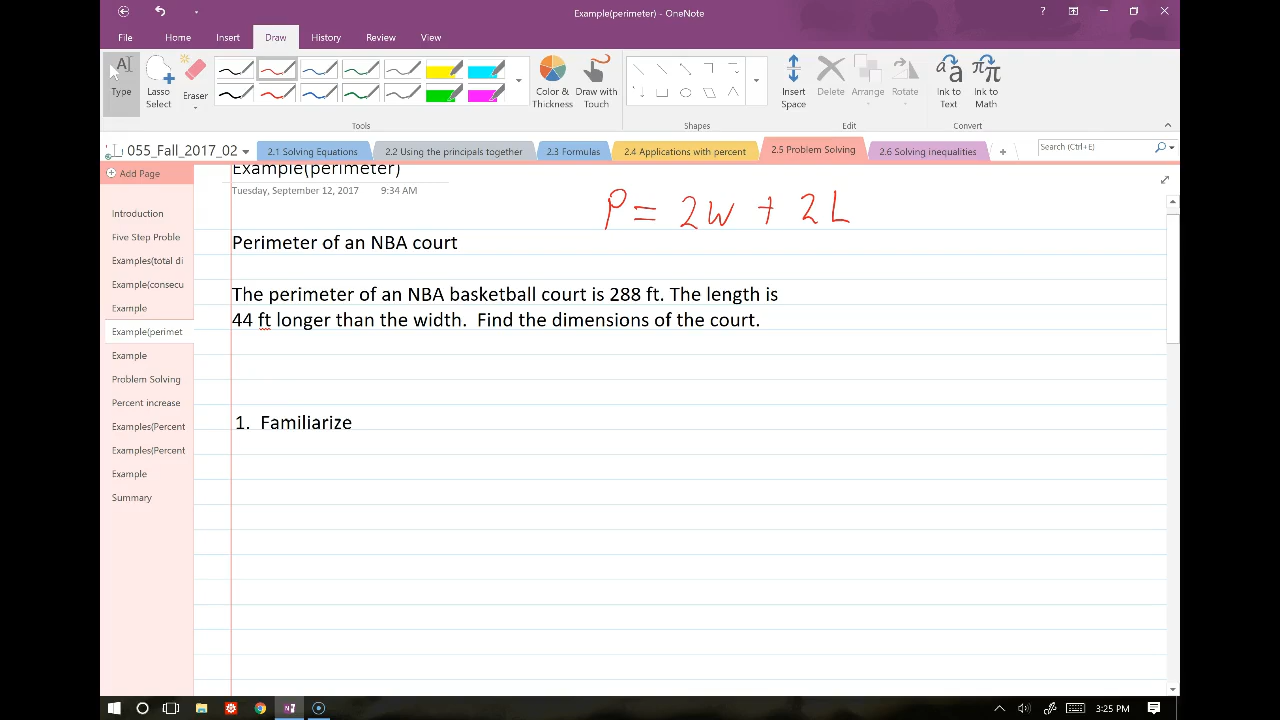 Example(perimeter) - OneNote
?
File Home Insert Draw History Review View
Type
Lasso Select
Eraser
Color & Thickness
Draw with Touch
Insert Space
Delete
Arrange
Rotate
Ink to Text
Ink to Math
Tools
Shapes
Edit
Convert
055_Fall_2017_02
2.1 Solving Equations
2.2 Using the principals together
2.3 Formulas
2.4 Applications with percent
2.5 Problem Solving
2.6 Solving inequalities
+
Search (Ctrl+E)
Add Page
Introduction
Five Step Proble
Examples(total di
Example(consecu
Example
Example(perimet
Example
Problem Solving
Percent increase
Examples(Percent
Examples(Percent
Example
Summary
Example(perimeter)
Tuesday, September 12, 2017 9:34 AM
P = 2w + 2L
Perimeter of an NBA court
The perimeter of an NBA basketball court is 288 ft. The length is
44 ft longer than the width. Find the dimensions of the court.
1. Familiarize
3:25 PM